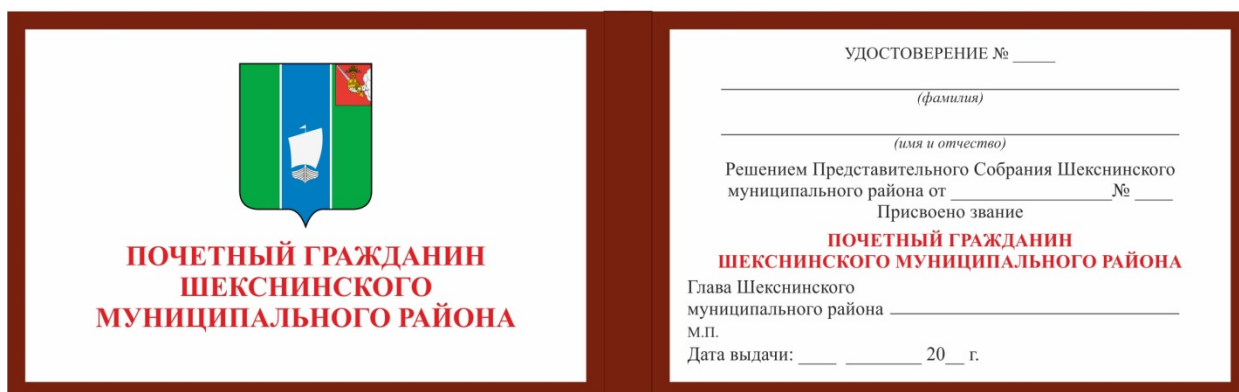 ПОЧЕТНЫЙ ГРАЖДАНИН
ШЕКСНИНСКОГО
МУНИЦИПАЛЬНОГО РАЙОНА
УДОСТОВЕРЕНИЕ № _____
(фамилия)
(имя и отчество)
Решением Представительного Собрания Шекснинского
муниципального района от _________________№ ____
Присвоено звание
ПОЧЕТНЫЙ ГРАЖДАНИН
ШЕКСНИНСКОГО МУНИЦИПАЛЬНОГО РАЙОНА
Глава Шекснинского
муниципального района ______________________________
М.П.
Дата выдачи: ____ ________ 20__ г.